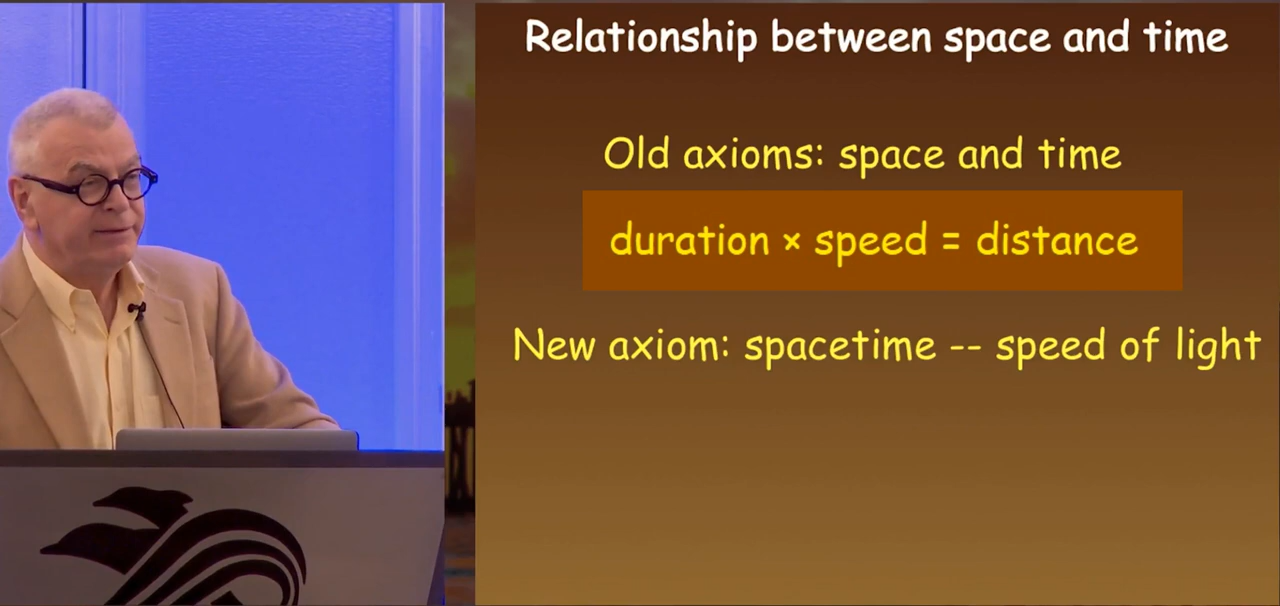 Relationship between space and time
Old axioms: space and time
duration × speed = distance
New axiom: spacetime -- speed of light